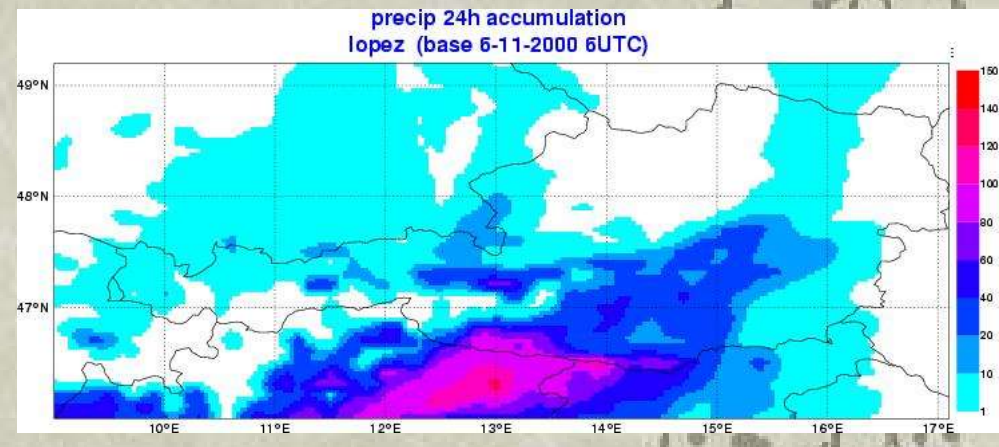 precip 24h accumulation
lopez (base 6-11-2000 6UTC)
49°N
48°N
47°N
10°E
11°E
12°E
13°E
14°E
15°E
16°E
17°E
150
140
120
100
80
60
40
20
10
1